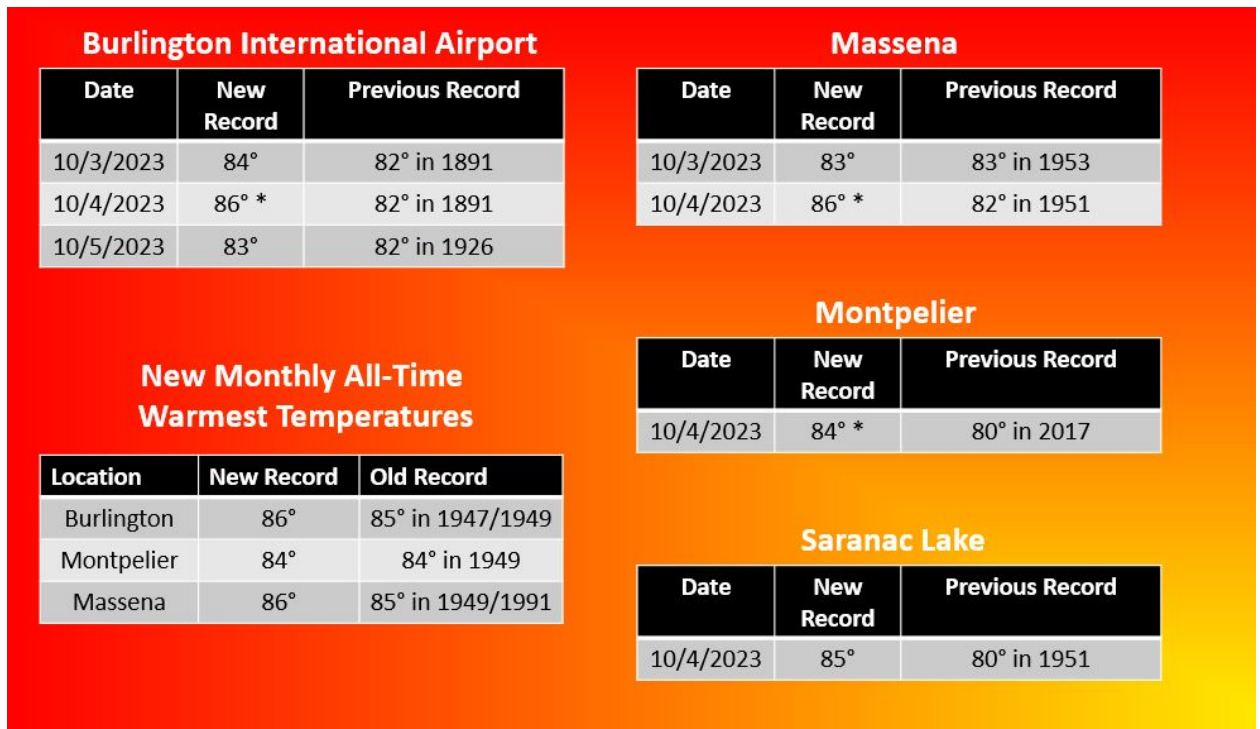 Burlington International Airport
Date New Record Previous Record
10/3/2023 84° 82° in 1891
10/4/2023 86° * 82° in 1891
10/5/2023 83° 82° in 1926
New Monthly All-Time
Warmest Temperatures
Location New Record Old Record
Burlington 86° 85° in 1947/1949
Montpelier 84° 84° in 1949
Massena 86° 85° in 1949/1991
Massena
Date New Record Previous Record
10/3/2023 83° 83° in 1953
10/4/2023 86° * 82° in 1951
Montpelier
Date New Record Previous Record
10/4/2023 84° * 80° in 2017
Saranac Lake
Date New Record Previous Record
10/4/2023 85° 80° in 1951